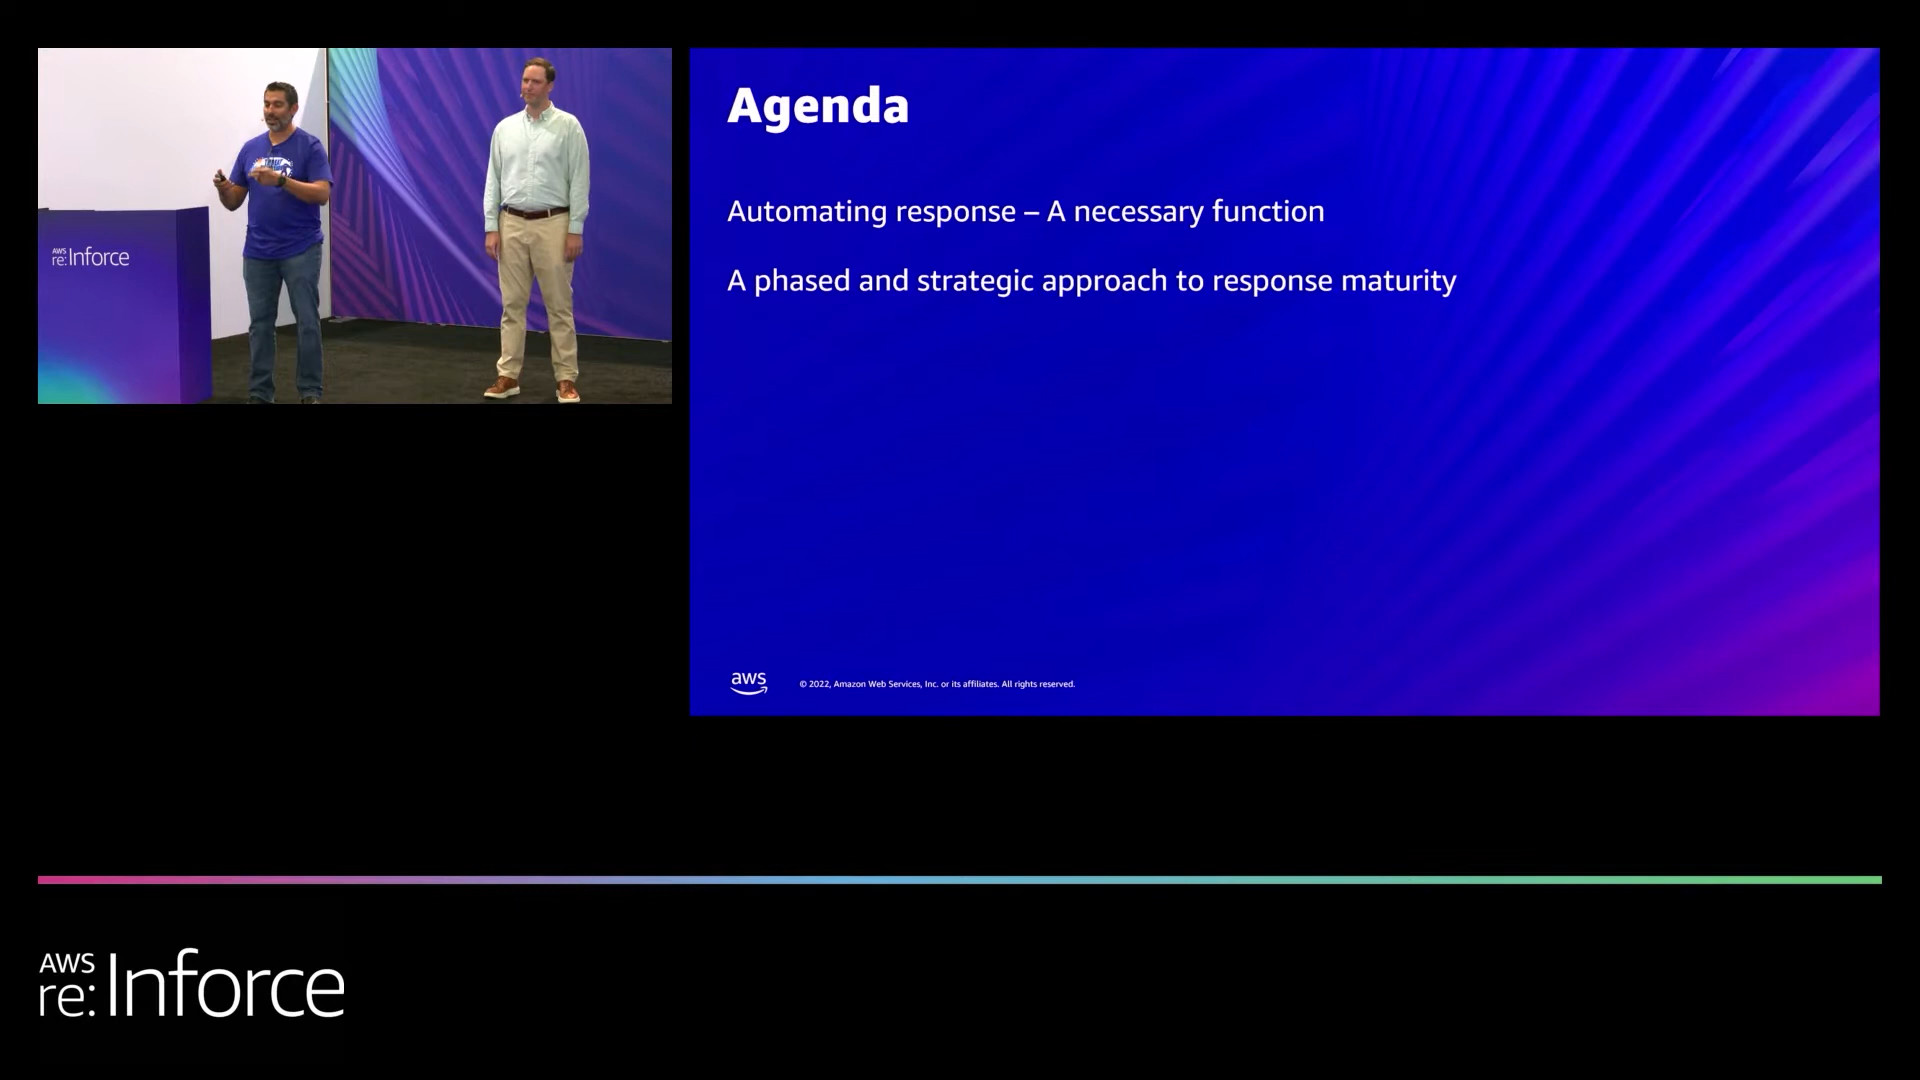 AWS
re:Inforce
Agenda
Automating response – A necessary function
A phased and strategic approach to response maturity
aws
© 2022, Amazon Web Services, Inc. or its affiliates. All rights reserved.
AWS
re:Inforce